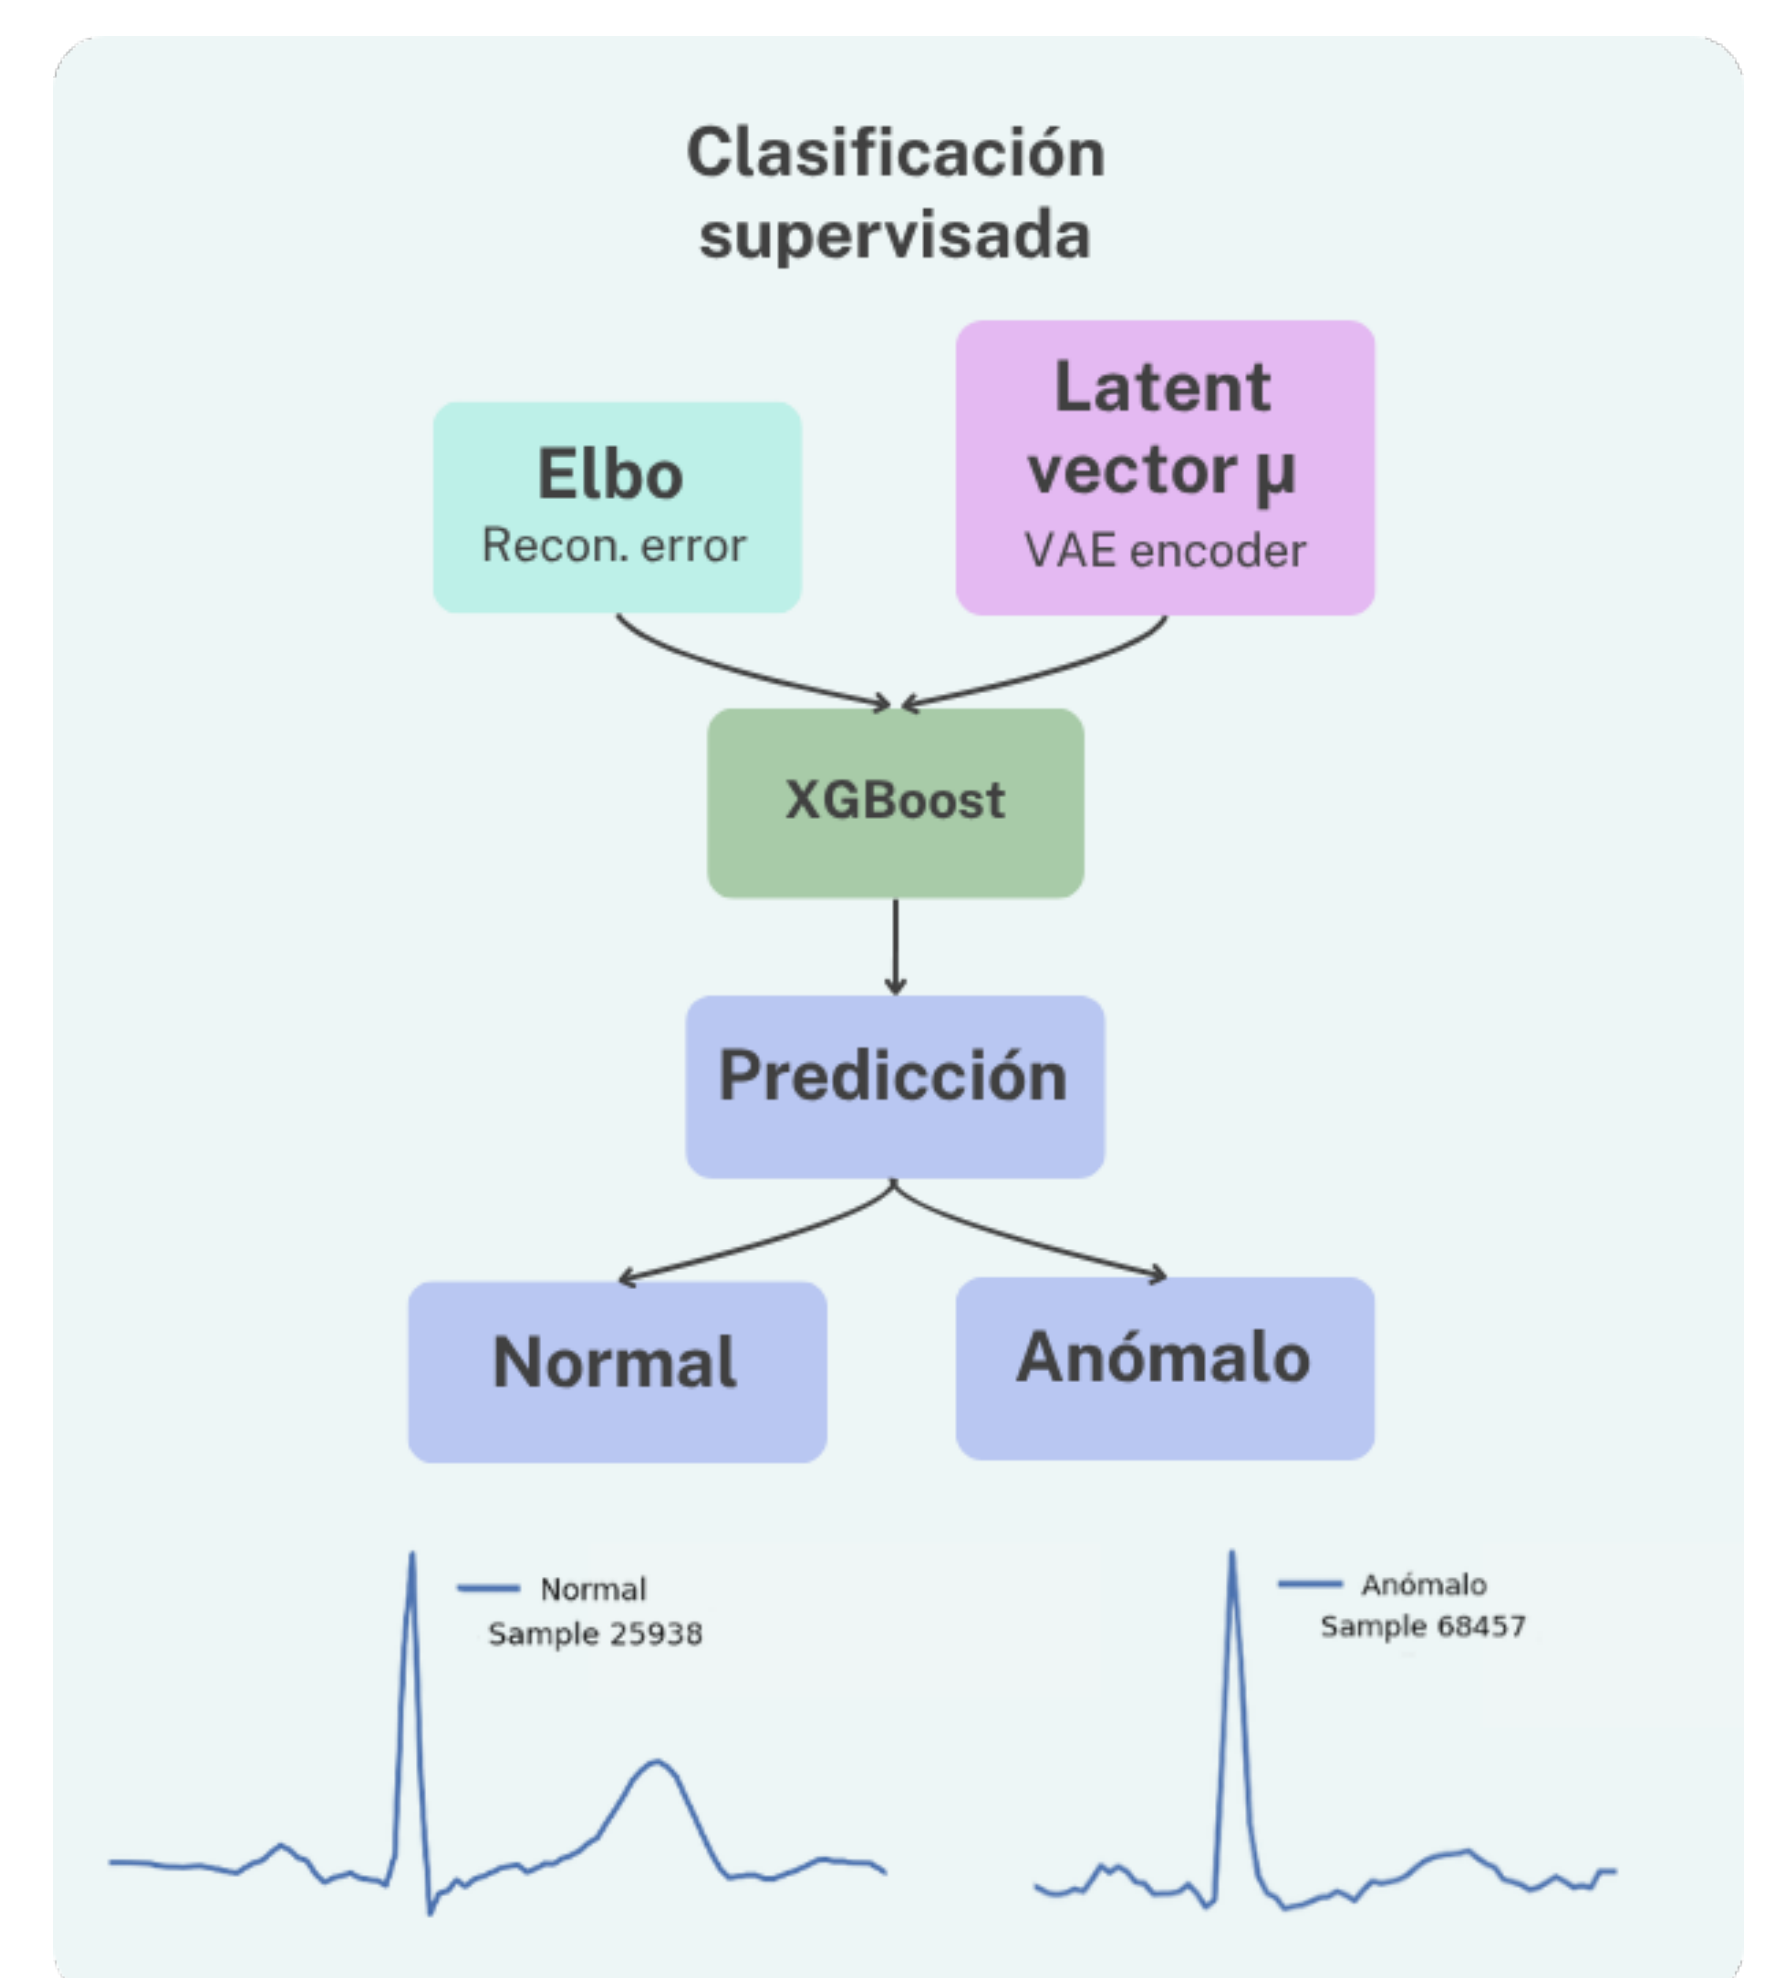 Clasificación
supervisada
Elbo
Recon. error
Latent
vector µ
VAE encoder
XGBoost
Predicción
Normal
Anómalo
Normal
Sample 25938
Anómalo
Sample 68457